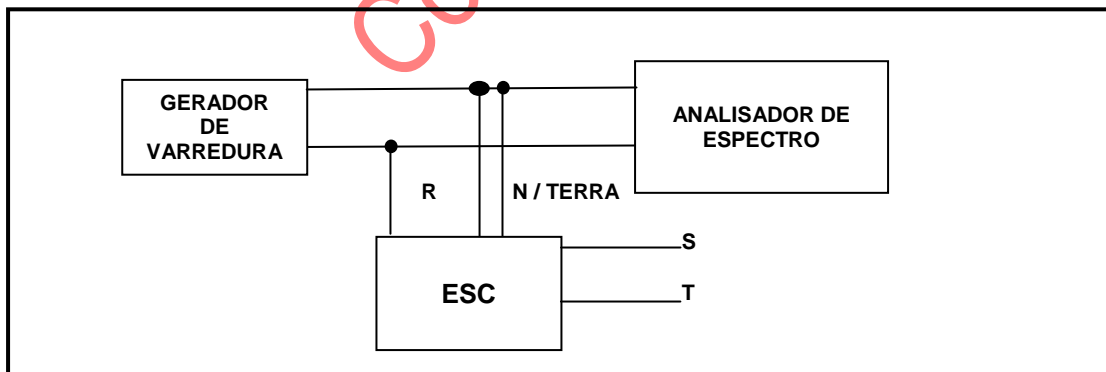 GERADOR
DE
VARREDURA
ANALISADOR DE
ESPECTRO
R
N / TERRA
ESC
S
T